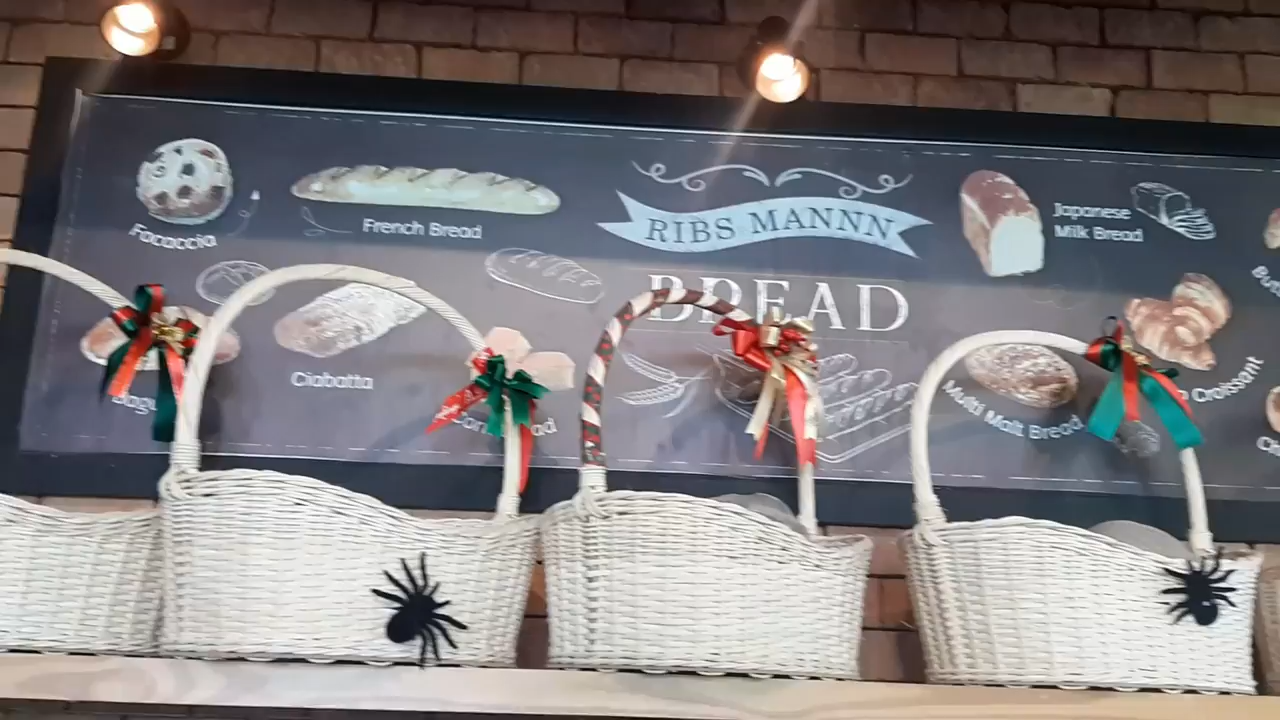 RIBS MANNN
BREAD
Focaccia
French Bread
Ciabatta
Japanese
Milk Bread
Multi Malt Bread
Croissant